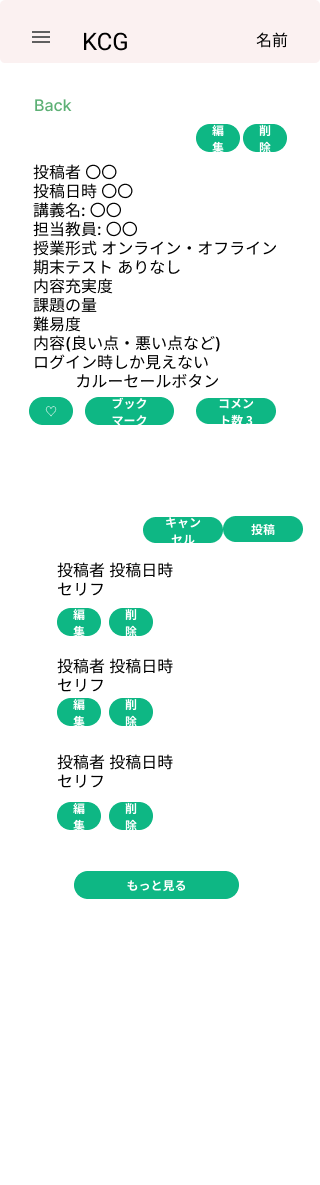 KCG 名前
Back
編集 削除
投稿者 〇〇
投稿日時 〇〇
講義名: 〇〇
担当教員: 〇〇
授業形式 オンライン・オフライン
期末テスト ありなし
内容充実度
課題の量
難易度
内容(良い点・悪い点など)
ログイン時しか見えない
カルーセールボタン
♡ ブックマーク コメント数 3
キャンセル 投稿
投稿者 投稿日時
セリフ
編集 削除
投稿者 投稿日時
セリフ
編集 削除
投稿者 投稿日時
セリフ
編集 削除
もっと見る